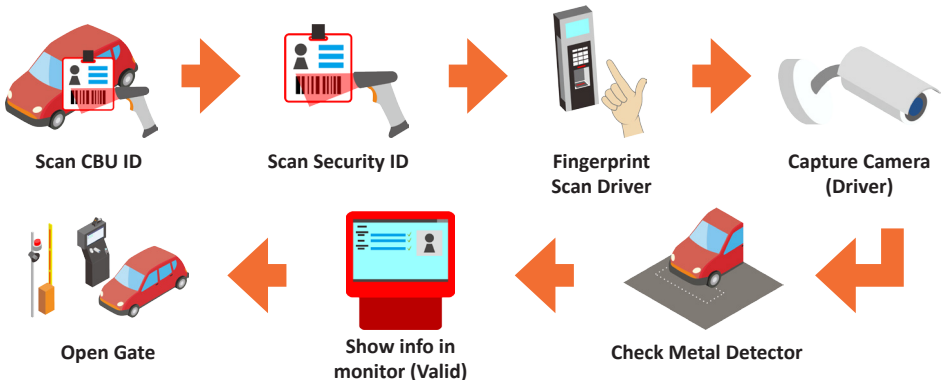 Scan CBU ID
Scan Security ID
Fingerprint
Scan Driver
Capture Camera
(Driver)
Open Gate
Show info in
monitor (Valid)
Check Metal Detector